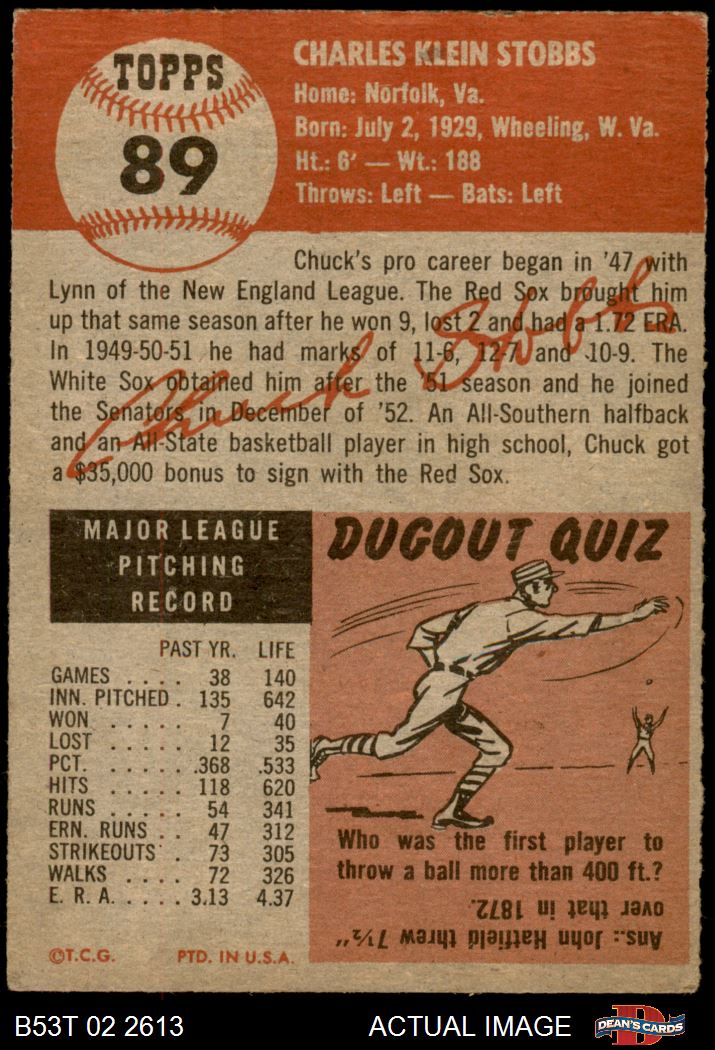 TOPPS
89
CHARLES KLEIN STOBBS
Home: Norfolk, Va.
Born: July 2, 1929, Wheeling, W. Va.
Ht.: 6' — Wt.: 188
Throws: Left — Bats: Left
Chuck's pro career began in '47 with
Lynn of the New England League. The Red Sox brought him
up that same season after he won 9, lost 2 and had a 1.72 ERA.
In 1949-50-51 he had marks of 11-6, 12-7 and 10-9. The
White Sox obtained him after the '51 season and he joined
the Senators in December of '52. An All-Southern halfback
and an All-State basketball player in high school, Chuck got
a $35,000 bonus to sign with the Red Sox.
Chuck Stobbs
MAJOR LEAGUE
PITCHING
RECORD
PAST YR. LIFE
GAMES . . . . 38 140
INN. PITCHED . 135 642
WON . . . . . 7 40
LOST . . . . . 12 35
PCT. . . . . . .368 .533
HITS . . . . . 118 620
RUNS . . . . . 54 341
ERN. RUNS . . 47 312
STRIKEOUTS . 73 305
WALKS . . . . 72 326
E. R. A. . . . . 3.13 4.37
©T.C.G. PTD. IN U.S.A.
DUGOUT QUIZ
Who was the first player to
throw a ball more than 400 ft.?
Ans.: John Hatfield threw 7½"
over that in 1872.
B53T 02 2613
ACTUAL IMAGE
D
DEAN'S CARDS